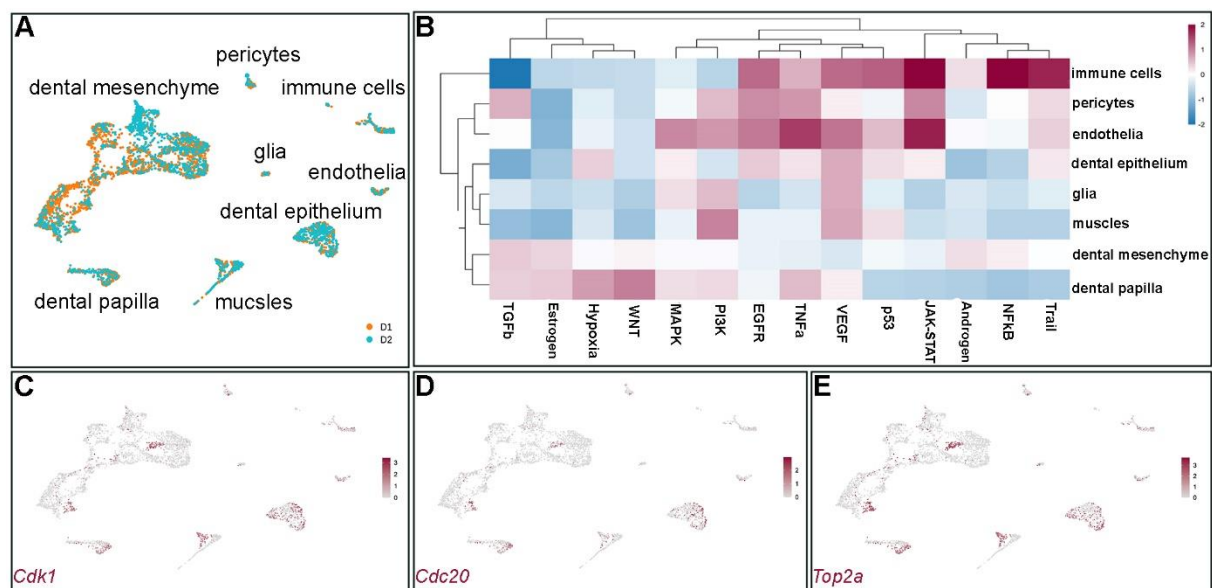 A
pericytes
dental mesenchyme
immune cells
glia
endothelia
dental epithelium
dental papilla
mucsles
D1
D2
B
2
1
0
-1
-2
immune cells
pericytes
endothelia
dental epithelium
glia
muscles
dental mesenchyme
dental papilla
TGFb
Estrogen
Hypoxia
WNT
MAPK
PI3K
EGFR
TNFa
VEGF
p53
JAK-STAT
Androgen
NFkB
Trail
C
3
2
1
0
Cdk1
D
2
1
0
Cdc20
E
3
2
1
0
Top2a